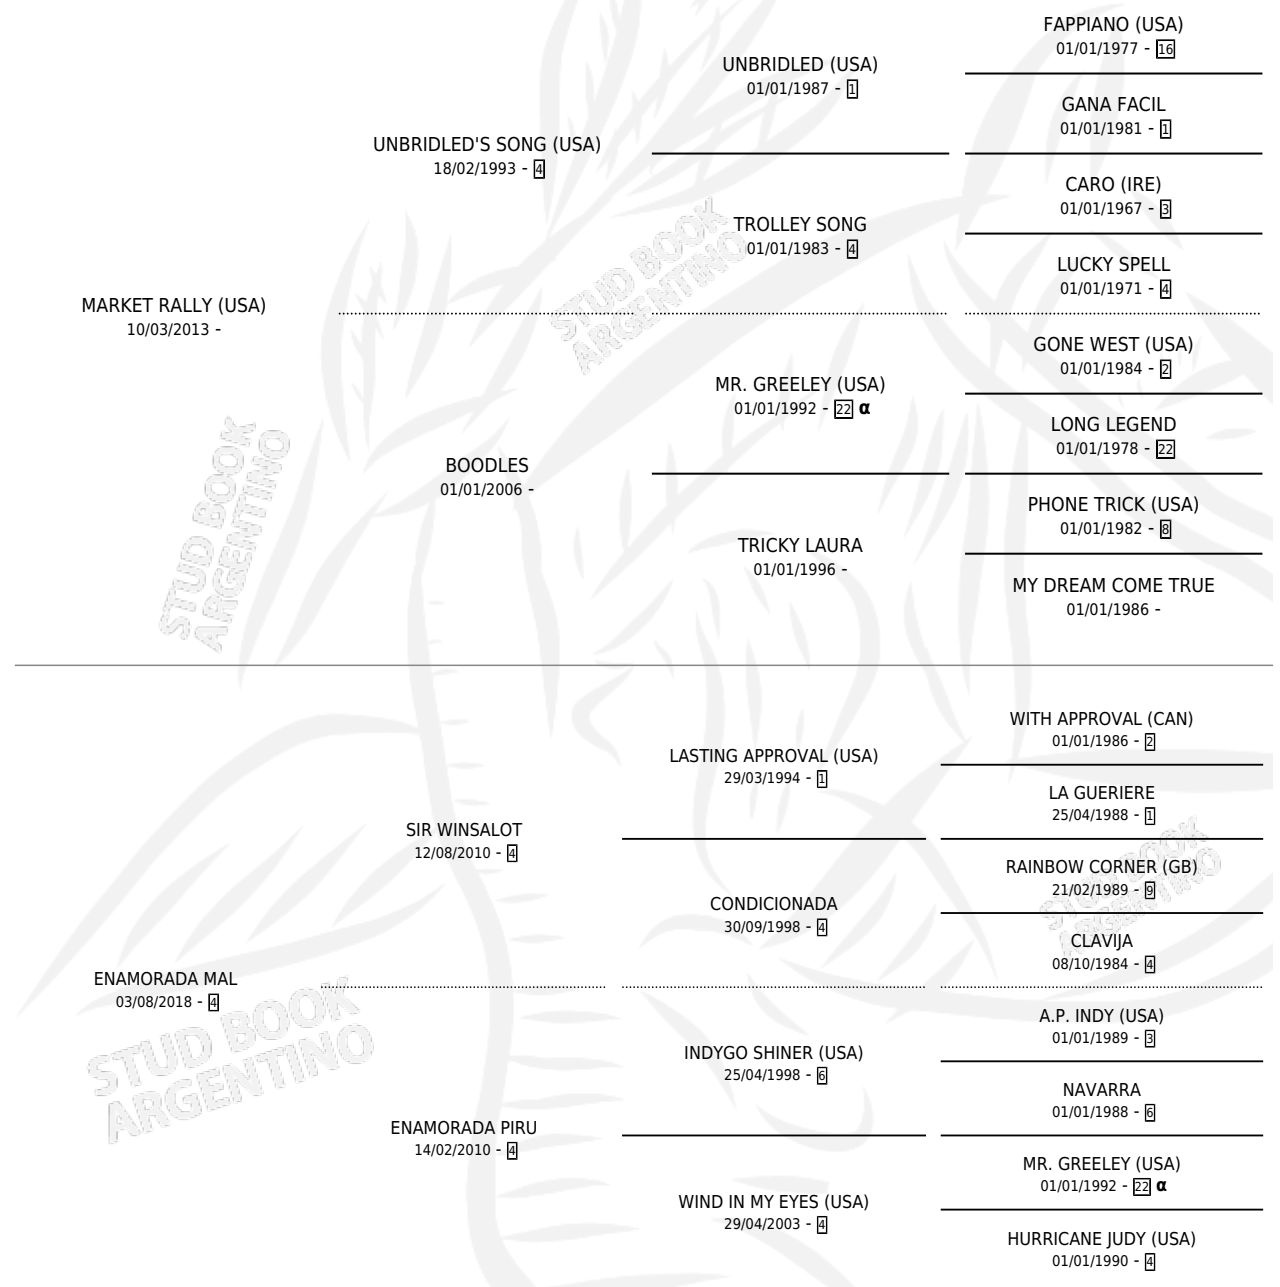 FAPPIANO (USA)
01/01/1977 - 16
UNBRIDLED (USA)
01/01/1987 - 1
GANA FACIL
01/01/1981 - 1
UNBRIDLED'S SONG (USA)
18/02/1993 - 4
CARO (IRE)
01/01/1967 - 3
TROLLEY SONG
01/01/1983 - 4
LUCKY SPELL
01/01/1971 - 4
MARKET RALLY (USA)
10/03/2013 -
GONE WEST (USA)
01/01/1984 - 2
MR. GREELEY (USA)
01/01/1992 - 22 α
LONG LEGEND
01/01/1978 - 22
BOODLES
01/01/2006 -
PHONE TRICK (USA)
01/01/1982 - 8
TRICKY LAURA
01/01/1996 -
MY DREAM COME TRUE
01/01/1986 -
WITH APPROVAL (CAN)
01/01/1986 - 2
LASTING APPROVAL (USA)
29/03/1994 - 1
LA GUERIERE
25/04/1988 - 1
SIR WINSALOT
12/08/2010 - 4
RAINBOW CORNER (GB)
21/02/1989 - 9
CONDICIONADA
30/09/1998 - 4
CLAVIJA
08/10/1984 - 4
ENAMORADA MAL
03/08/2018 - 4
A.P. INDY (USA)
01/01/1989 - 3
INDYGO SHINER (USA)
25/04/1998 - 6
NAVARRA
01/01/1988 - 6
ENAMORADA PIRU
14/02/2010 - 4
MR. GREELEY (USA)
01/01/1992 - 22 α
WIND IN MY EYES (USA)
29/04/2003 - 4
HURRICANE JUDY (USA)
01/01/1990 - 4
STUD BOOK
ARGENTINO
STUD BOOK
ARGENTINO
STUD BOOK
ARGENTINO
STUD BOOK
ARGENTINO